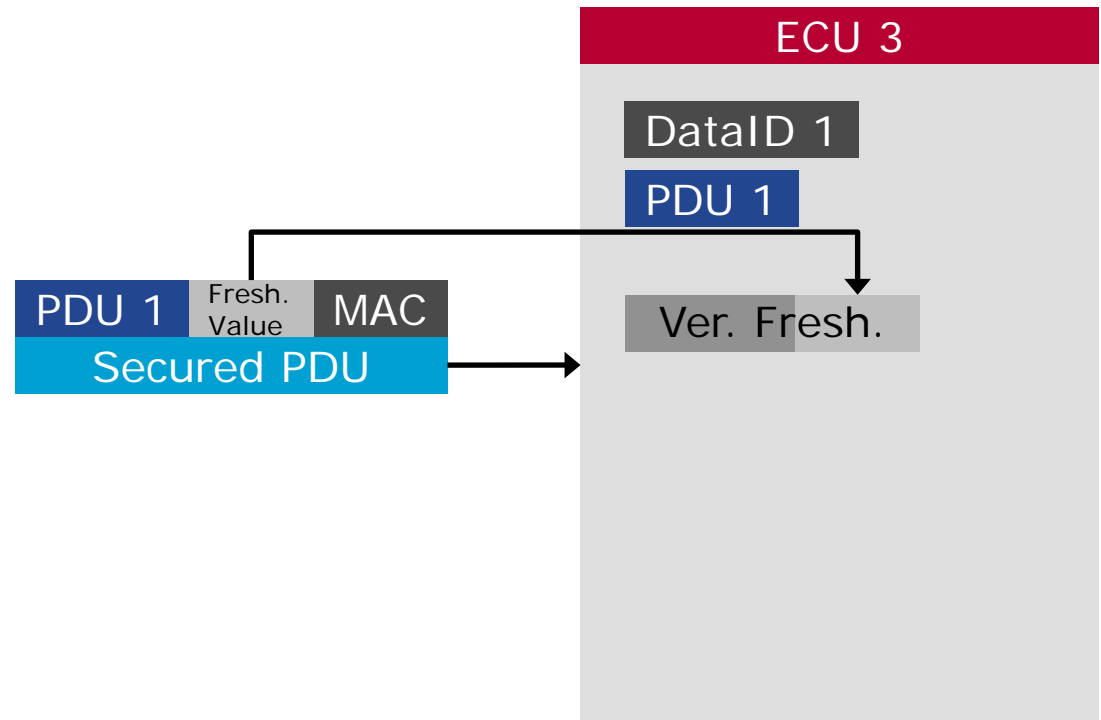 ECU 3
DataID 1
PDU 1
PDU 1
Fresh.
Value
MAC
Secured PDU
Ver. Fresh.